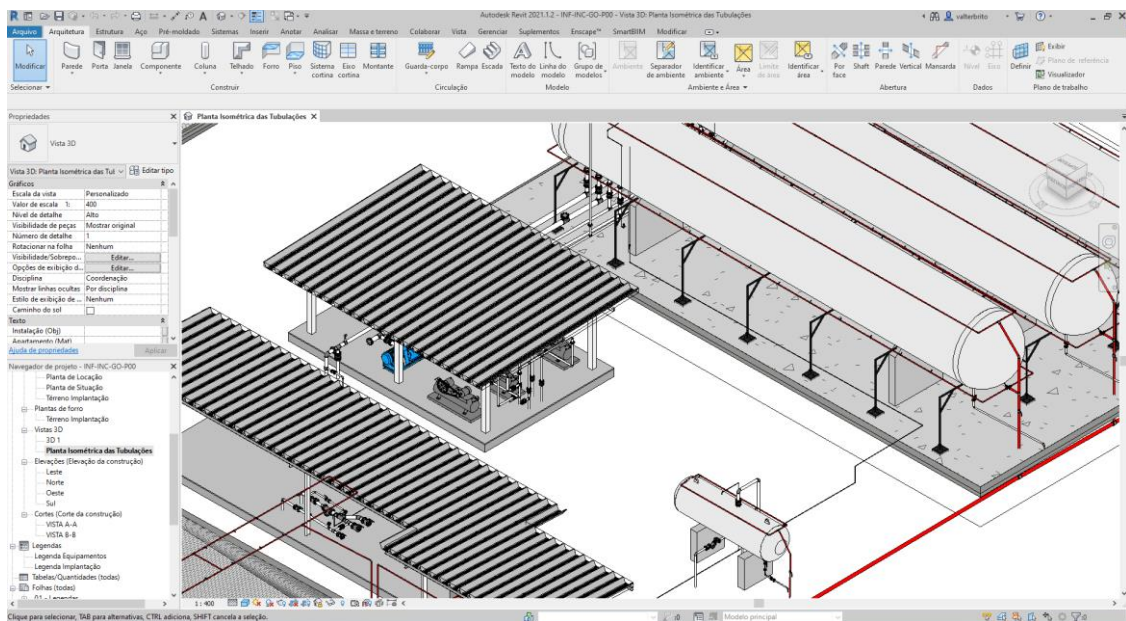 Autodesk Revit 2021.1.2 - INF-INC-GO-P00 - Vista 3D: Planta Isométrica das Tubulações
valterbrito
Arquivo Arquitetura Estrutura Aço Pré-moldado Sistemas Inserir Anotar Analisar Massa e terreno Colaborar Vista Gerenciar Suplementos Enscape™ SmartBIM Modificar
Modificar Parede Porta Janela Componente Coluna Telhado Forro Piso Sistema cortina Eixo cortina Montante Guarda-corpo Rampa Escada Texto do modelo Linha do modelo Grupo de modelos Ambiente Separador de ambiente Identificar ambiente Área Limite da área Identificar área Por face Shaft Parede Vertical Mansarda Nível Eixo Definir Exibir
Plano de referência
Visualizador
Selecionar Construir Circulação Modelo Ambiente e Área Abertura Dados Plano de trabalho
Propriedades
Planta Isométrica das Tubulações
Vista 3D
Vista 3D: Planta Isométrica das Tul Editar tipo
Gráficos
Escala da vista Personalizado
Valor de escala 1: 400
Nível de detalhe Alto
Visibilidade de peças Mostrar original
Número de detalhe 1
Rotacionar na folha Nenhum
Visibilidade/Sobrepo... Editar...
Opções de exibição d... Editar...
Disciplina Coordenação
Mostrar linhas ocultas Por disciplina
Estilo de exibição de ... Nenhum
Caminho do sol
Texto
Instalação (Obj)
Apartamento (Mat)
Ajuda de propriedades Aplicar
Navegador de projeto - INF-INC-GO-P00
Planta de Locação
Planta de Situação
Térreno Implantação
Plantas de forro
Térreno Implantação
Vistas 3D
3D 1
Planta Isométrica das Tubulações
Elevações (Elevação da construção)
Leste
Norte
Oeste
Sul
Cortes (Corte da construção)
VISTA A-A
VISTA B-B
Legendas
Legenda Equipamentos
Legenda Implantação
Tabelas/Quantidades (todas)
Folhas (todas)
01 - Legendas
1 : 400
Clique para selecionar, TAB para alternativas, CTRL adiciona, SHIFT cancela a seleção.
:0
Modelo principal
:0